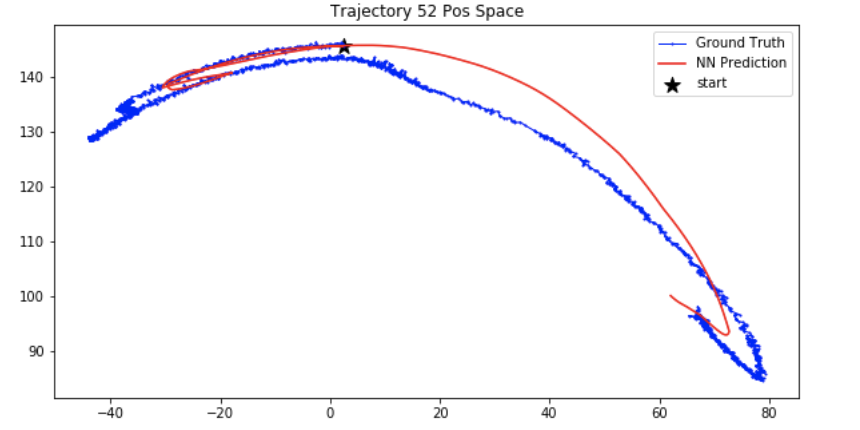 Trajectory 52 Pos Space
Ground Truth
NN Prediction
start
140
130
120
110
100
90
−40 −20 0 20 40 60 80